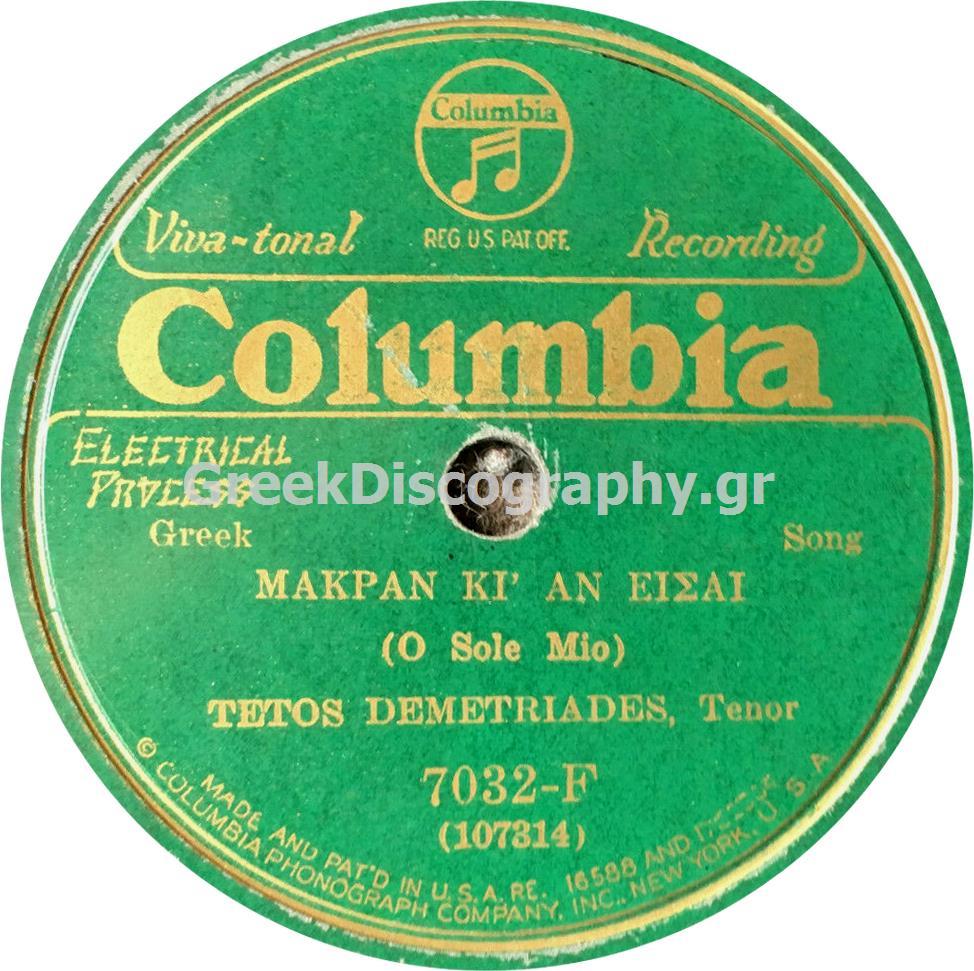 Columbia
REG. U.S. PAT. OFF.
Viva-tonal Recording
Columbia
ELECTRICAL
PROCESS
GreekDiscography.gr
Greek Song
ΜΑΚΡΑΝ ΚΙ' ΑΝ ΕΙΣΑΙ
(O Sole Mio)
TETOS DEMETRIADES, Tenor
7032-F
(107314)
MADE AND PAT'D IN U.S.A. RE. 16588 AND
© COLUMBIA PHONOGRAPH COMPANY, INC., NEW YORK, U.S.A